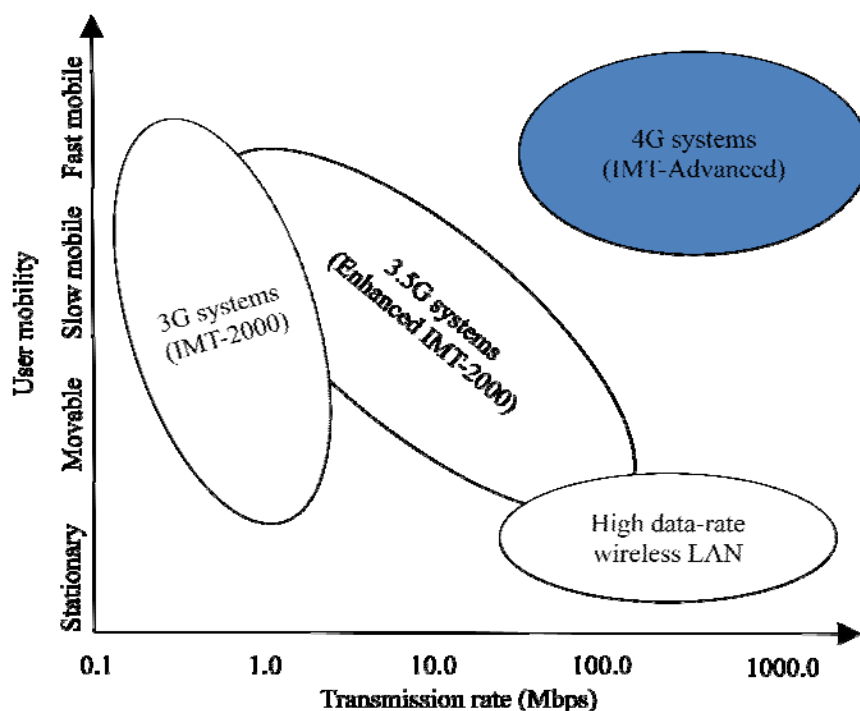 User mobility
Fast mobile
Slow mobile
Movable
Stationary
4G systems
(IMT-Advanced)
3.5G systems
(Enhanced IMT-2000)
3G systems
(IMT-2000)
High data-rate
wireless LAN
0.1 1.0 10.0 100.0 1000.0
Transmission rate (Mbps)